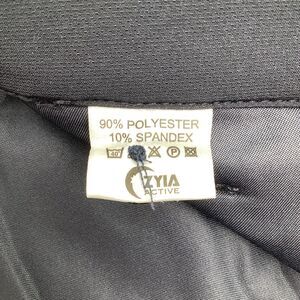 90% POLYESTER
10% SPANDEX
ZYIA
ACTIVE